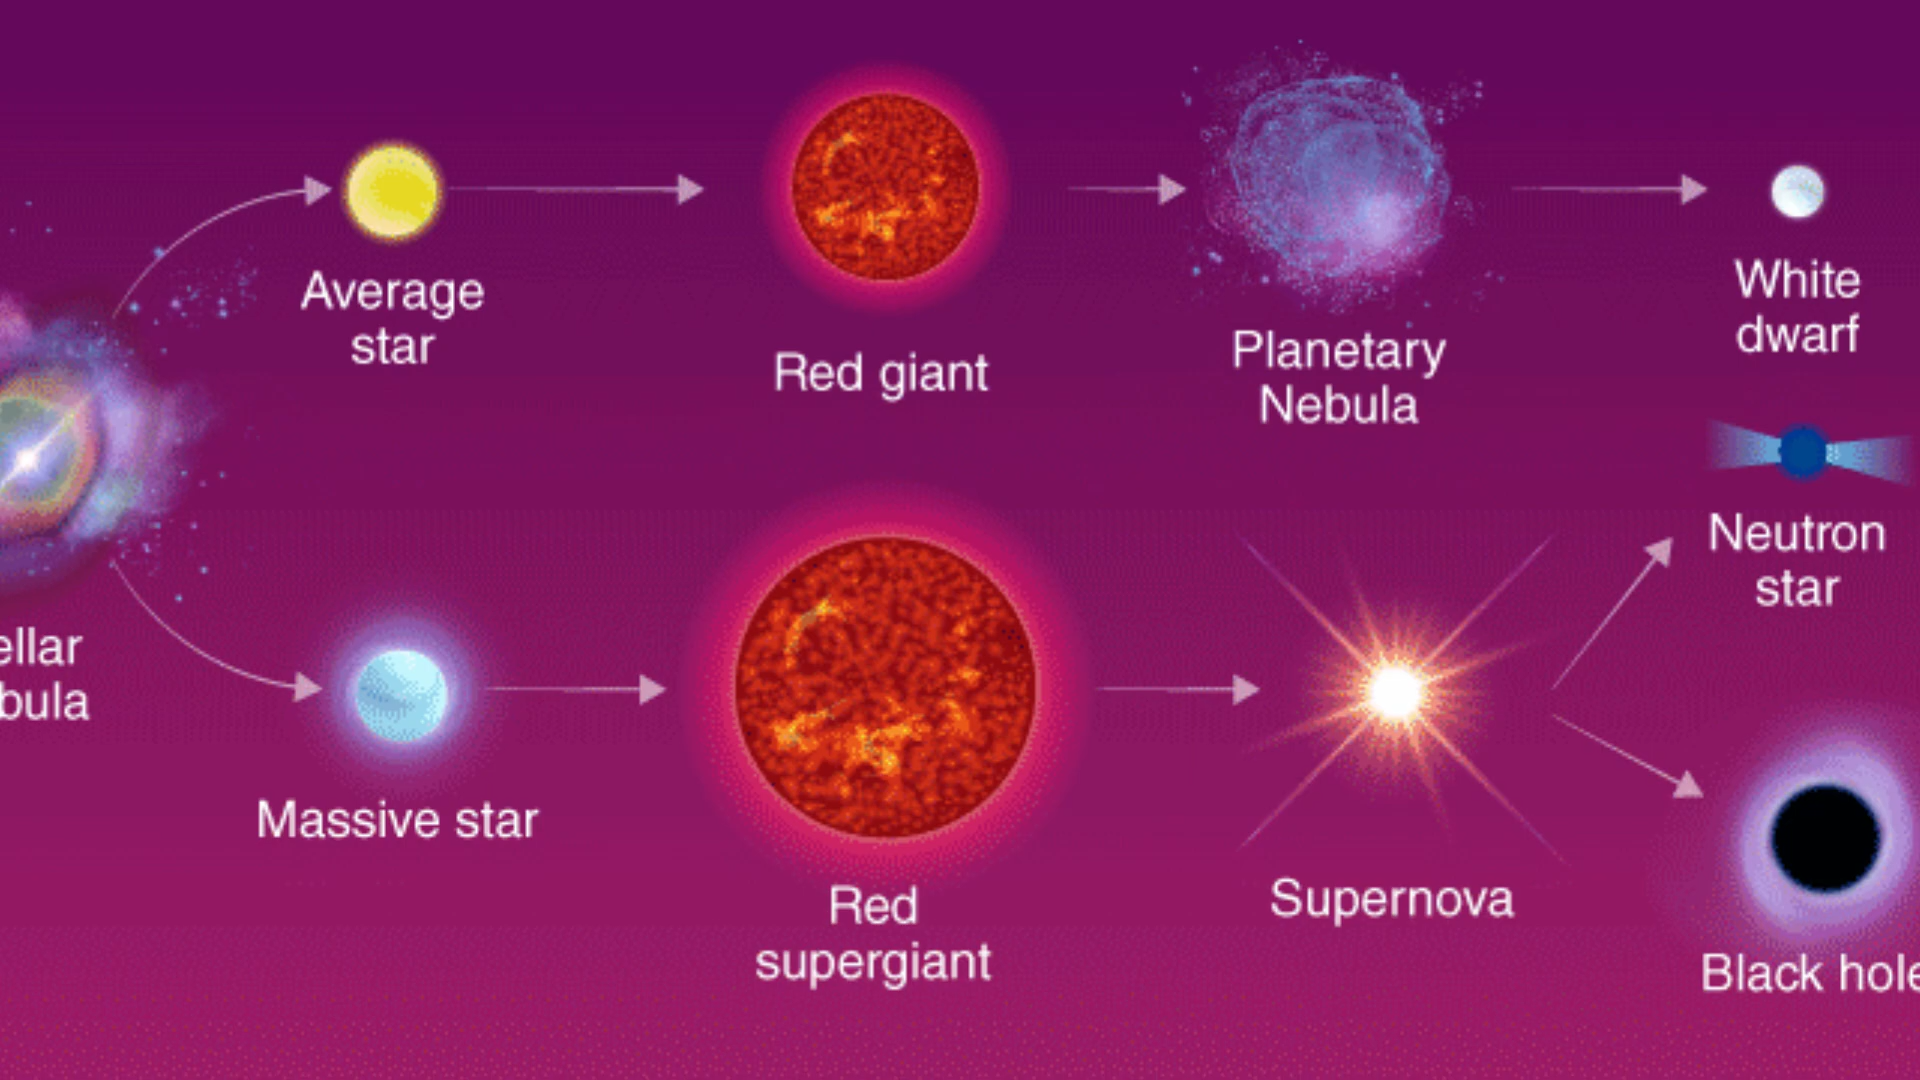 ellar
bula
Average
star
Red giant
Planetary
Nebula
White
dwarf
Neutron
star
Massive star
Red
supergiant
Supernova
Black hole